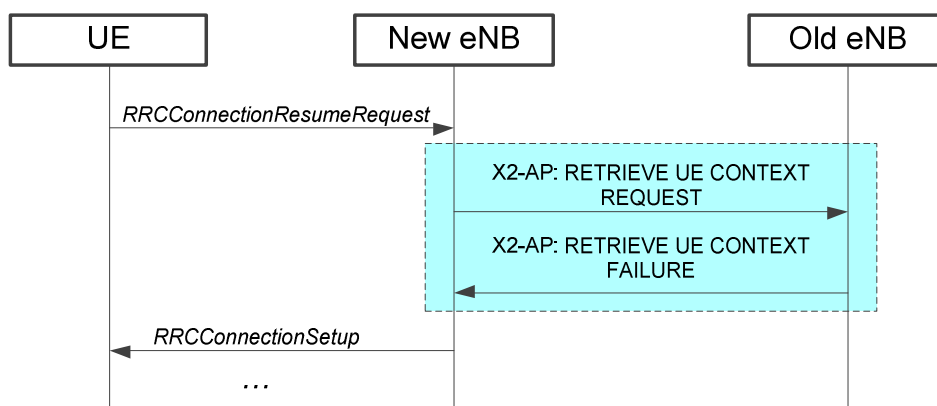 UE
New eNB
Old eNB
RRCConnectionResumeRequest
X2-AP: RETRIEVE UE CONTEXT
REQUEST
X2-AP: RETRIEVE UE CONTEXT
FAILURE
RRCConnectionSetup
...